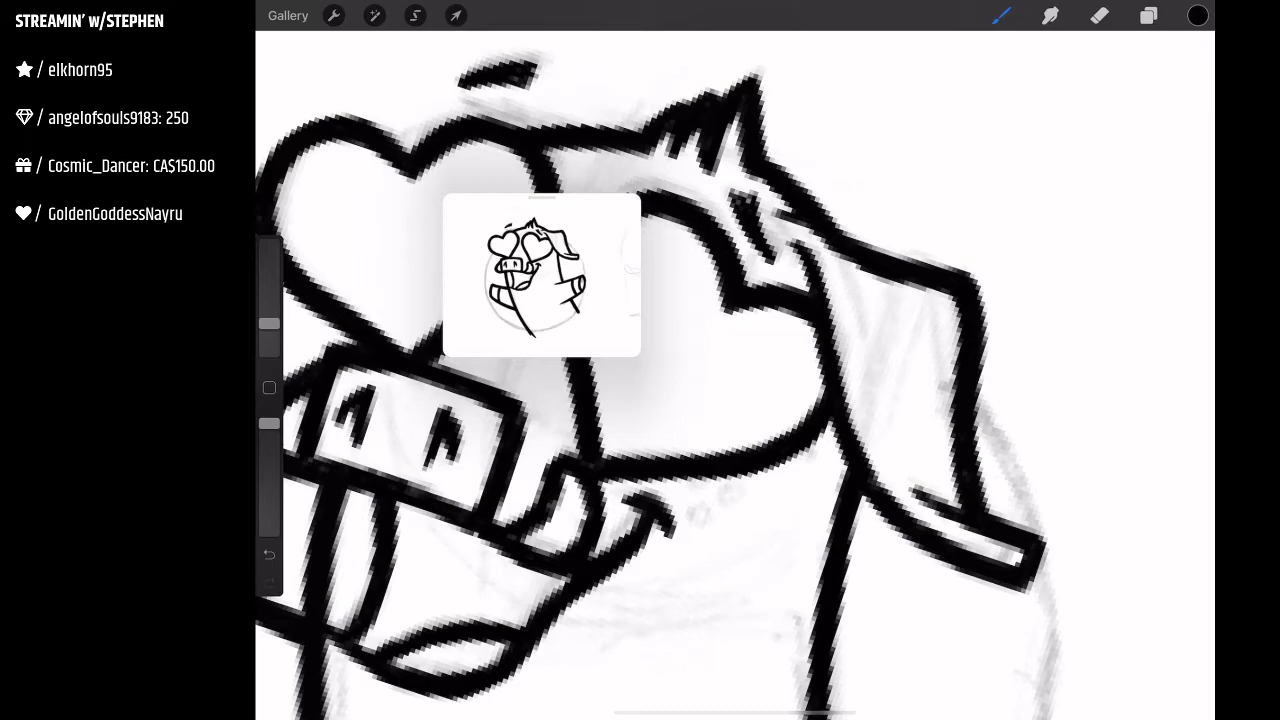 STREAMIN' w/STEPHEN
/ elkhorn95
/ angelofsouls9183: 250
/ Cosmic_Dancer: CA$150.00
/ GoldenGoddessNayru
Gallery